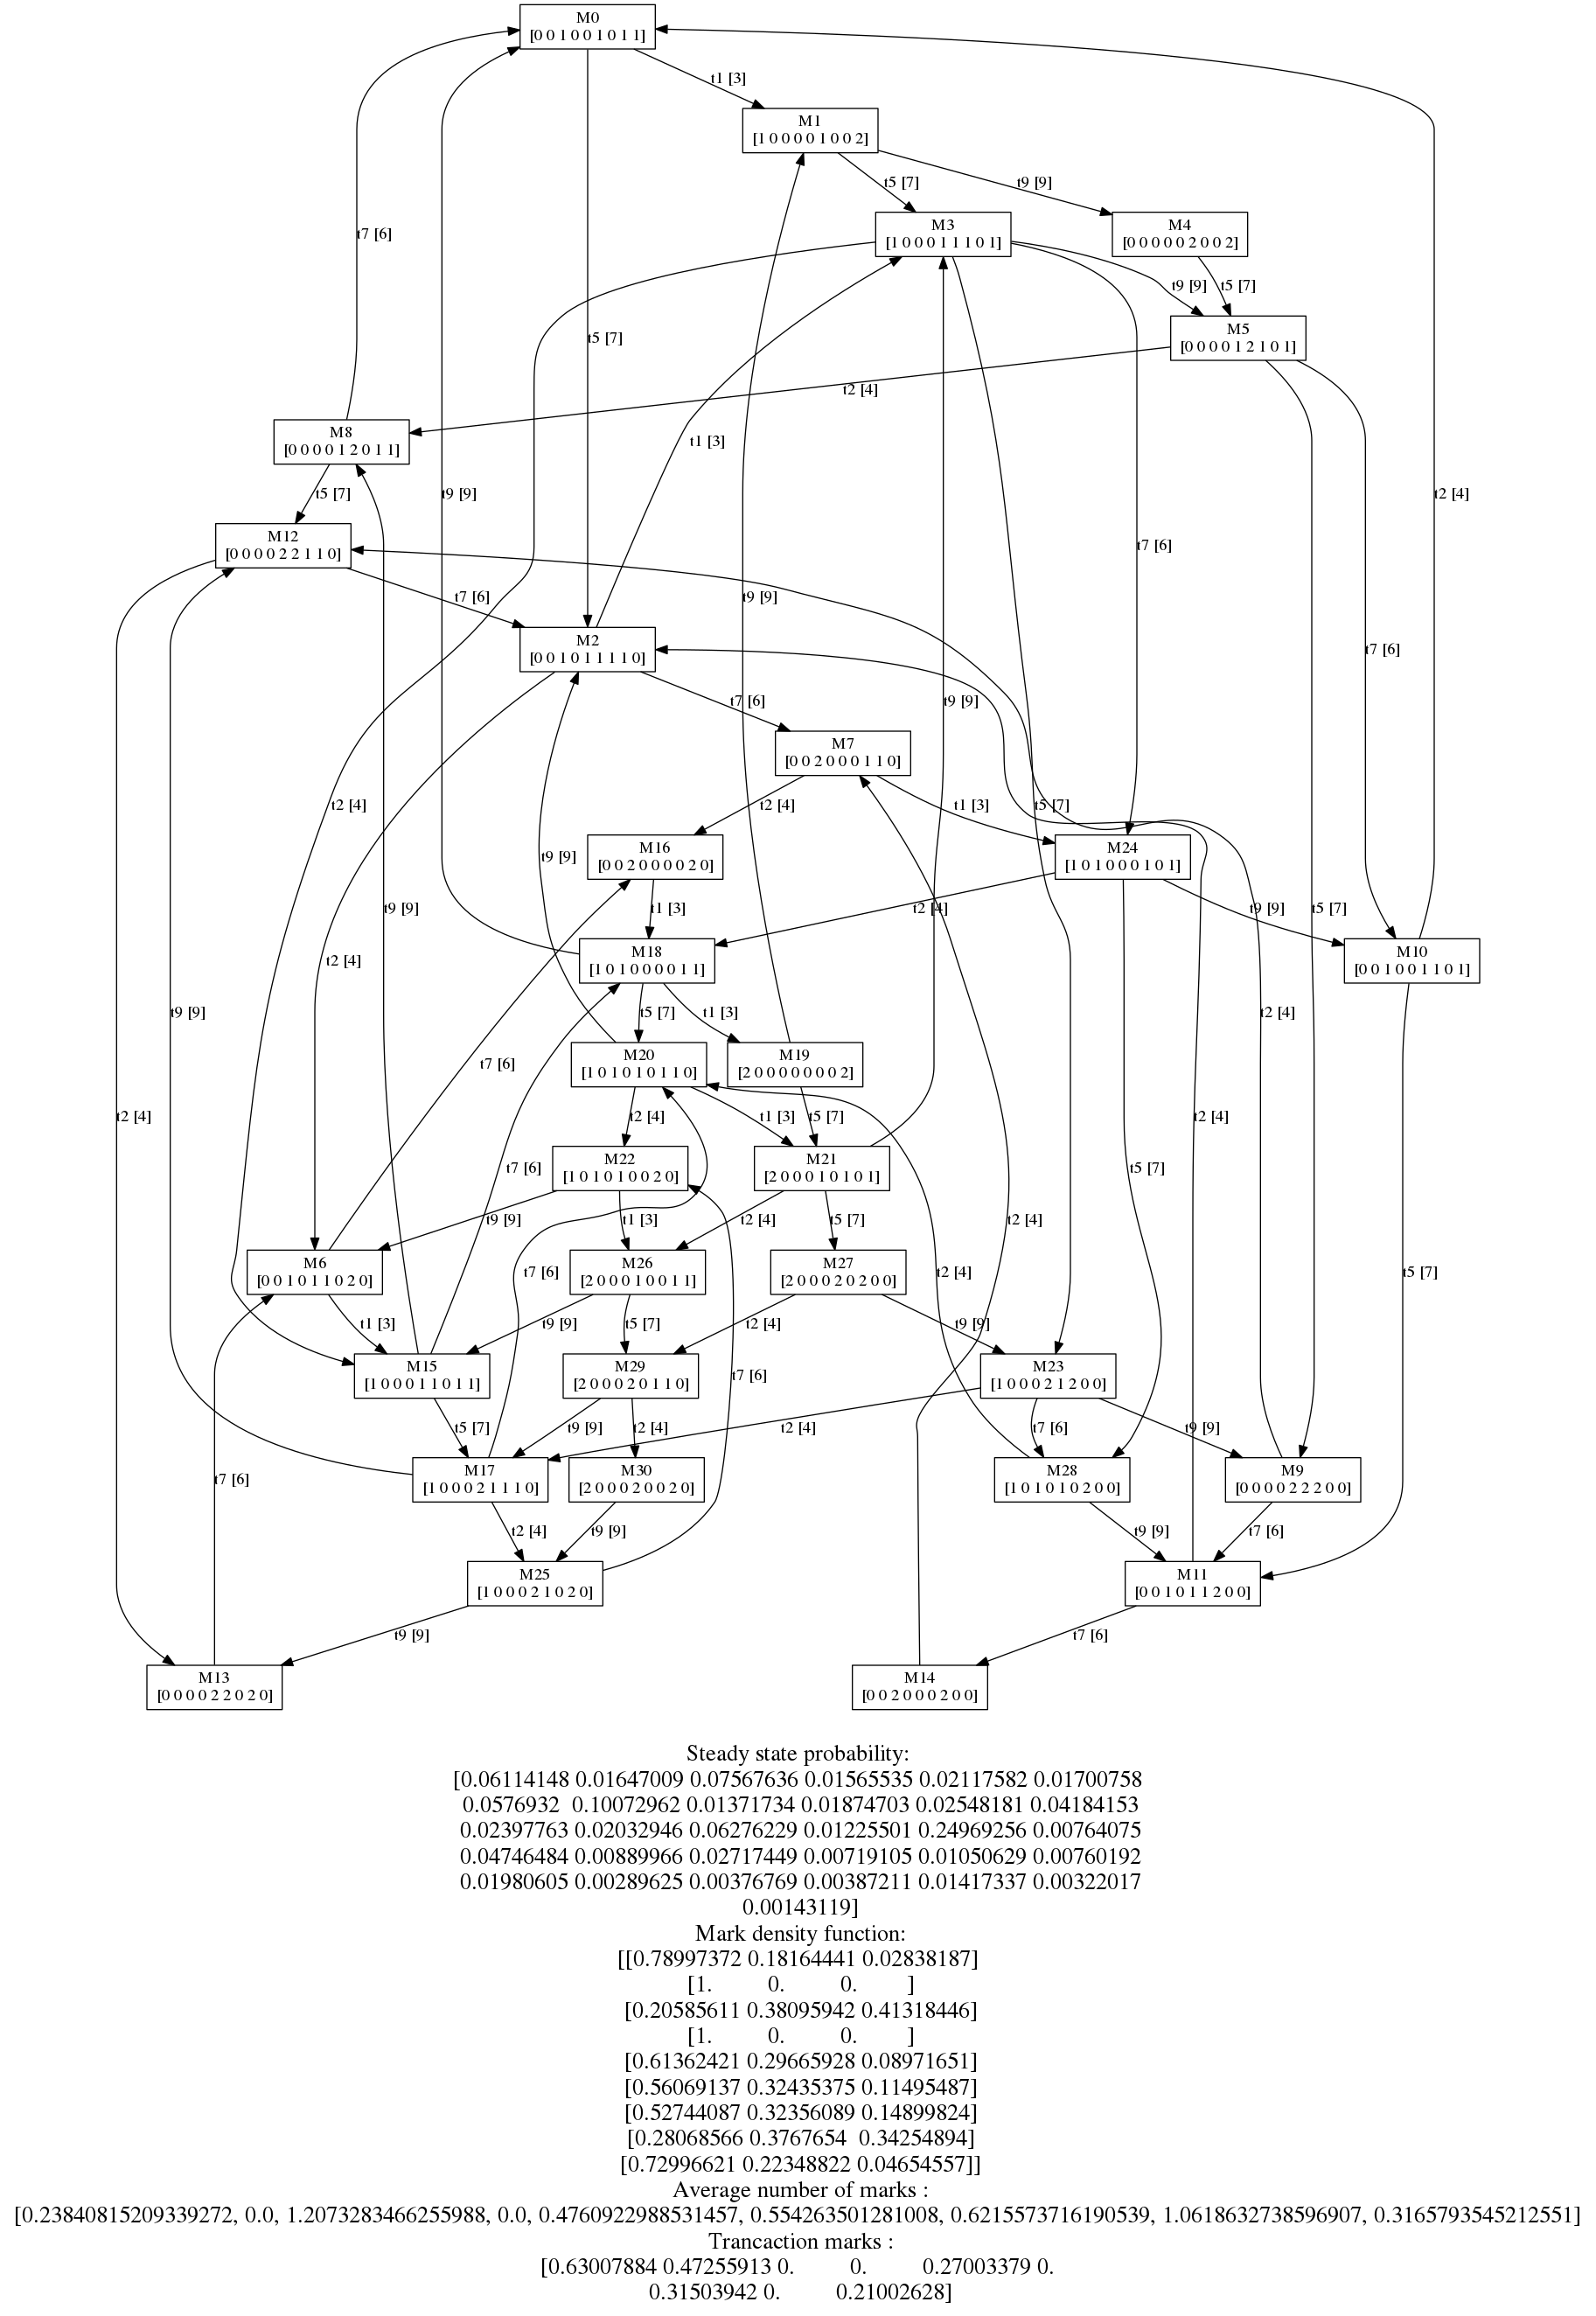 M0
[0 0 1 0 0 1 0 1 1]
t1 [3]
M1
[1 0 0 0 0 1 0 0 2]
t5 [7]
t9 [9]
M3
[1 0 0 0 1 1 1 0 1]
M4
[0 0 0 0 0 2 0 0 2]
t7 [6]
t9 [9]
t5 [7]
M5
[0 0 0 0 1 2 1 0 1]
t5 [7]
t2 [4]
M8
[0 0 0 0 1 2 0 1 1]
t1 [3]
t5 [7]
t9 [9]
t2 [4]
M12
[0 0 0 0 2 2 1 1 0]
t7 [6]
t7 [6]
t9 [9]
M2
[0 0 1 0 1 1 1 1 0]
t7 [6]
t7 [6]
t9 [9]
M7
[0 0 2 0 0 0 1 1 0]
t2 [4]
t2 [4]
t1 [3]
t5 [7]
M16
[0 0 2 0 0 0 0 2 0]
M24
[1 0 1 0 0 0 1 0 1]
t9 [9]
t9 [9]
t1 [3]
t2 [4]
t9 [9]
t5 [7]
M18
[1 0 1 0 0 0 0 1 1]
M10
[0 0 1 0 0 1 1 0 1]
t2 [4]
t9 [9]
t5 [7]
t1 [3]
t2 [4]
M20
[1 0 1 0 1 0 1 1 0]
M19
[2 0 0 0 0 0 0 0 2]
t7 [6]
t2 [4]
t2 [4]
t1 [3]
t5 [7]
t2 [4]
M22
[1 0 1 0 1 0 0 2 0]
M21
[2 0 0 0 1 0 1 0 1]
t7 [6]
t5 [7]
t9 [9]
t1 [3]
t2 [4]
t5 [7]
t2 [4]
M6
[0 0 1 0 1 1 0 2 0]
M26
[2 0 0 0 1 0 0 1 1]
M27
[2 0 0 0 2 0 2 0 0]
t7 [6]
t2 [4]
t5 [7]
t1 [3]
t9 [9]
t5 [7]
t2 [4]
t9 [9]
M15
[1 0 0 0 1 1 0 1 1]
M29
[2 0 0 0 2 0 1 1 0]
M23
[1 0 0 0 2 1 2 0 0]
t7 [6]
t5 [7]
t9 [9]
t2 [4]
t2 [4]
t7 [6]
t9 [9]
M17
[1 0 0 0 2 1 1 1 0]
M30
[2 0 0 0 2 0 0 2 0]
M28
[1 0 1 0 1 0 2 0 0]
M9
[0 0 0 0 2 2 2 0 0]
t7 [6]
t2 [4]
t9 [9]
t9 [9]
t7 [6]
M25
[1 0 0 0 2 1 0 2 0]
M11
[0 0 1 0 1 1 2 0 0]
t9 [9]
t7 [6]
M13
[0 0 0 0 2 2 0 2 0]
M14
[0 0 2 0 0 0 2 0 0]
Steady state probability:
[0.06114148 0.01647009 0.07567636 0.01565535 0.02117582 0.01700758
0.0576932 0.10072962 0.01371734 0.01874703 0.02548181 0.04184153
0.02397763 0.02032946 0.06276229 0.01225501 0.24969256 0.00764075
0.04746484 0.00889966 0.02717449 0.00719105 0.01050629 0.00760192
0.01980605 0.00289625 0.00376769 0.00387211 0.01417337 0.00322017
0.00143119]
Mark density function:
[[0.78997372 0.18164441 0.02838187]
[1. 0. 0. ]
[0.20585611 0.38095942 0.41318446]
[1. 0. 0. ]
[0.61362421 0.29665928 0.08971651]
[0.56069137 0.32435375 0.11495487]
[0.52744087 0.32356089 0.14899824]
[0.28068566 0.3767654 0.34254894]
[0.72996621 0.22348822 0.04654557]]
Average number of marks :
[0.23840815209339272, 0.0, 1.2073283466255988, 0.0, 0.4760922988531457, 0.554263501281008, 0.6215573716190539, 1.0618632738596907, 0.3165793545212551]
Trancaction marks :
[0.63007884 0.47255913 0. 0. 0.27003379 0.
0.31503942 0. 0.21002628]